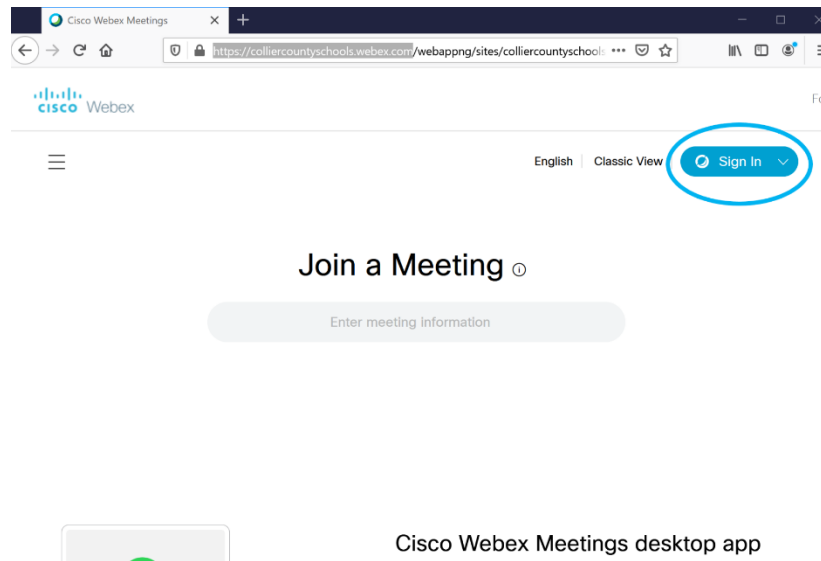 Cisco Webex Meetings
https://colliercountyschools.webex.com/webappng/sites/colliercountyschools
cisco Webex
English | Classic View
Sign In
Join a Meeting
Enter meeting information
Cisco Webex Meetings desktop app